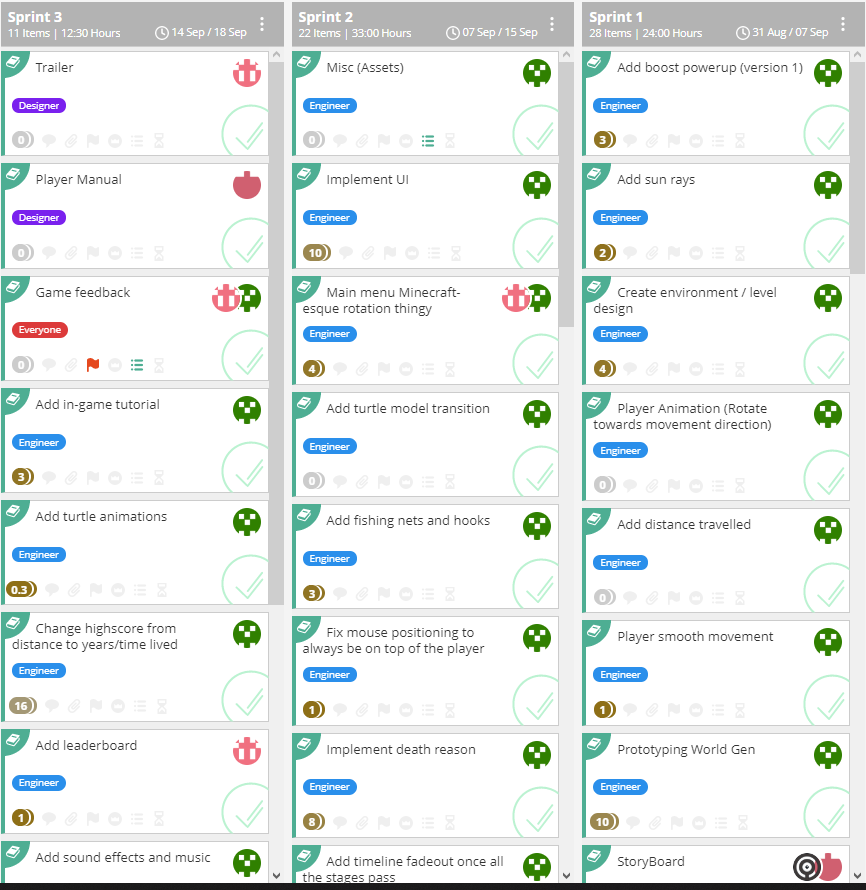 Sprint 3
11 Items | 12:30 Hours
14 Sep / 18 Sep
Trailer
Designer
0
Player Manual
Designer
0
Game feedback
Everyone
0
Add in-game tutorial
Engineer
3
Add turtle animations
Engineer
0.3
Change highscore from
distance to years/time lived
Engineer
16
Add leaderboard
Engineer
1
Add sound effects and music
Sprint 2
22 Items | 33:00 Hours
07 Sep / 15 Sep
Misc (Assets)
Engineer
0
Implement UI
Engineer
10
Main menu Minecraft-
esque rotation thingy
Engineer
4
Add turtle model transition
Engineer
0
Add fishing nets and hooks
Engineer
3
Fix mouse positioning to
always be on top of the player
Engineer
1
Implement death reason
Engineer
8
Add timeline fadeout once all
the stages pass
Sprint 1
28 Items | 24:00 Hours
31 Aug / 07 Sep
Add boost powerup (version 1)
Engineer
3
Add sun rays
Engineer
2
Create environment / level
design
Engineer
4
Player Animation (Rotate
towards movement direction)
Engineer
0
Add distance travelled
Engineer
0
Player smooth movement
Engineer
1
Prototyping World Gen
Engineer
10
StoryBoard